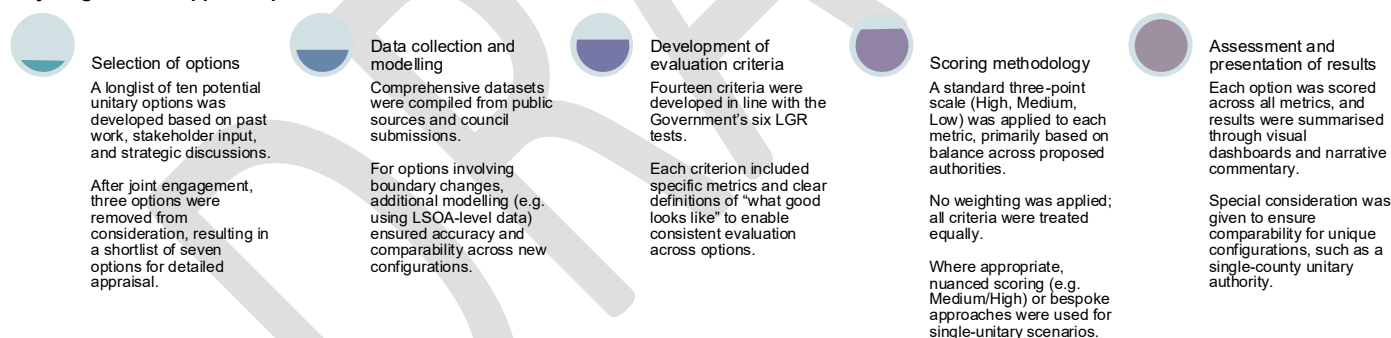 Selection of options
A longlist of ten potential
unitary options was
developed based on past
work, stakeholder input,
and strategic discussions.
After joint engagement,
three options were
removed from
consideration, resulting in
a shortlist of seven
options for detailed
appraisal.
Data collection and
modelling
Comprehensive datasets
were compiled from public
sources and council
submissions.
For options involving
boundary changes,
additional modelling (e.g.
using LSOA-level data)
ensured accuracy and
comparability across new
configurations.
Development of
evaluation criteria
Fourteen criteria were
developed in line with the
Government's six LGR
tests.
Each criterion included
specific metrics and clear
definitions of "what good
looks like" to enable
consistent evaluation
across options.
Scoring methodology
A standard three-point
scale (High, Medium,
Low) was applied to each
metric, primarily based on
balance across proposed
authorities.
No weighting was applied;
all criteria were treated
equally.
Where appropriate,
nuanced scoring (e.g.
Medium/High) or bespoke
approaches were used for
single-unitary scenarios.
Assessment and
presentation of results
Each option was scored
across all metrics, and
results were summarised
through visual
dashboards and narrative
commentary.
Special consideration was
given to ensure
comparability for unique
configurations, such as a
single-county unitary
authority.